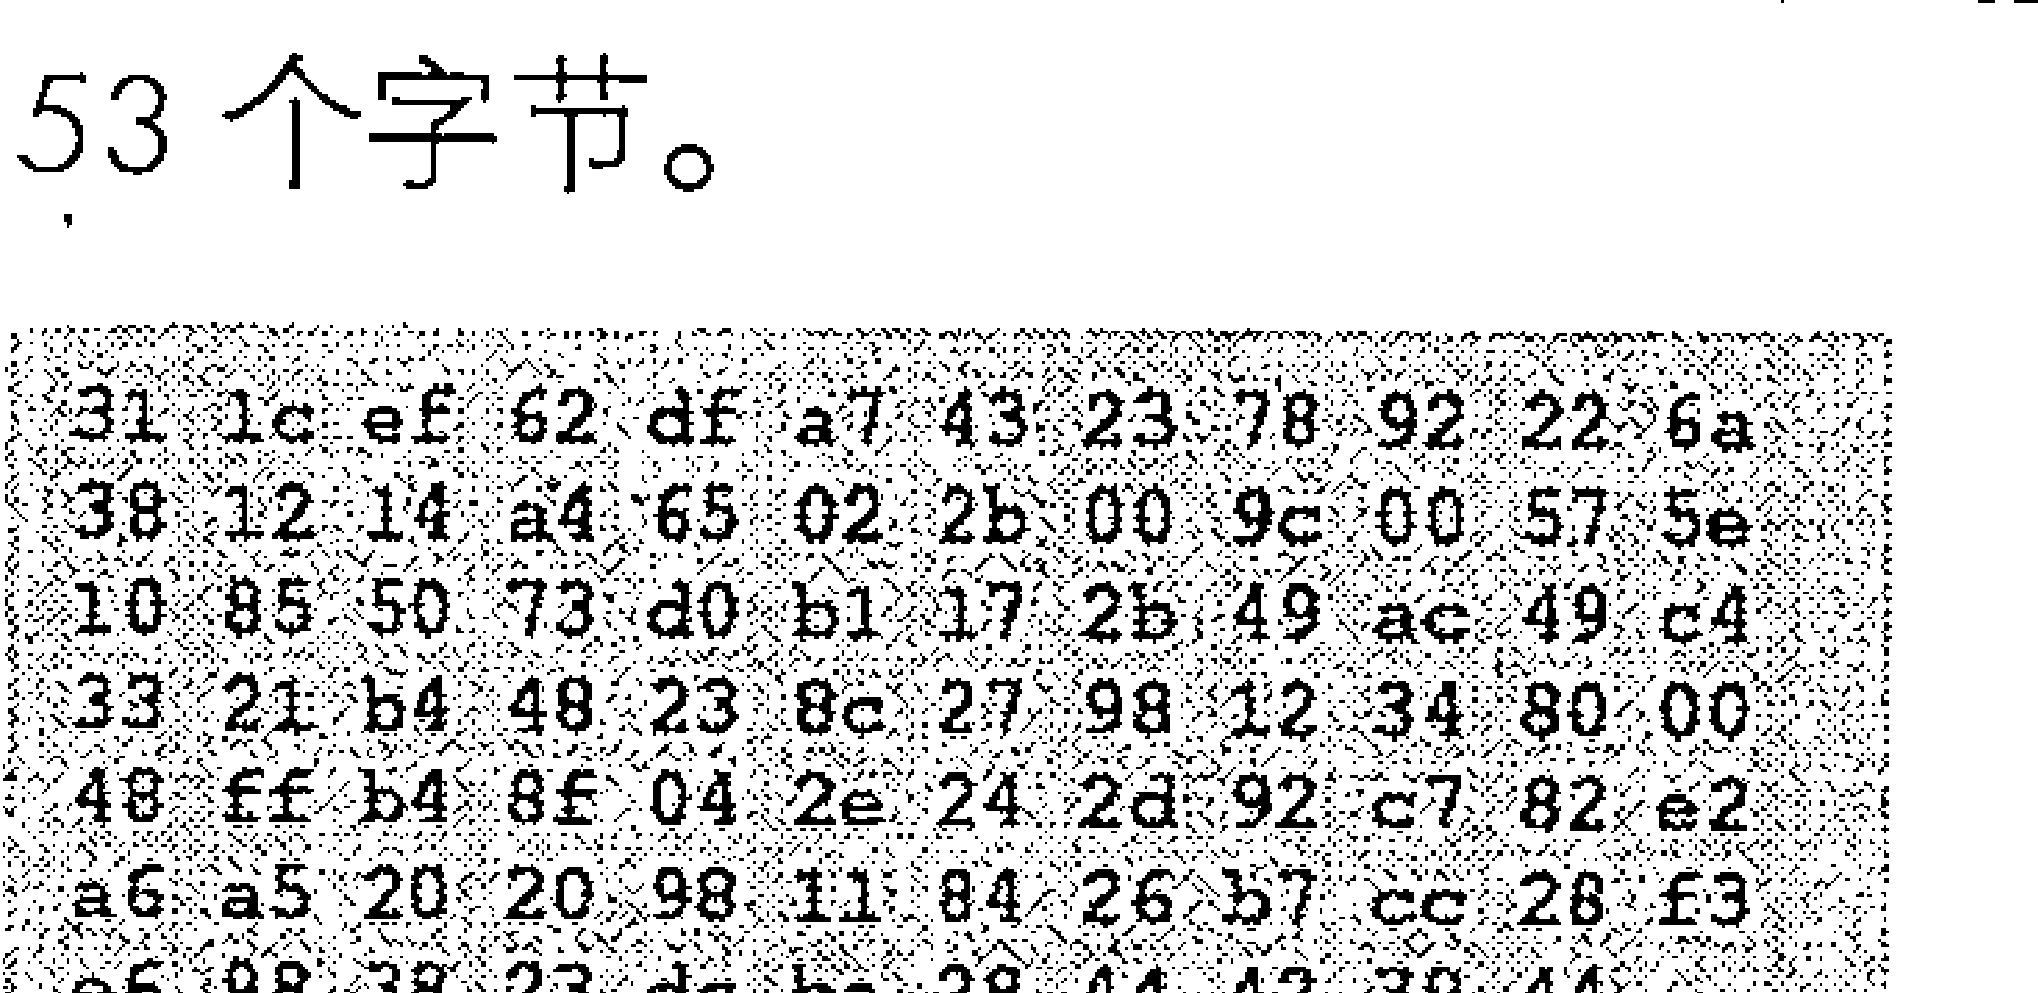 53 个字节。
31 1c ef 62 df a7 43 23 78 92 22 6a
38 12 14 a4 65 02 2b 00 9c 00 57 5e
10 85 50 73 d0 b1 17 2b 49 ac 49 c4
33 21 b4 48 23 8c 27 98 12 34 80 00
48 ff b4 8f 04 2e 24 2d 92 c7 82 e2
a6 a5 20 20 98 11 84 26 b7 cc 28 f3